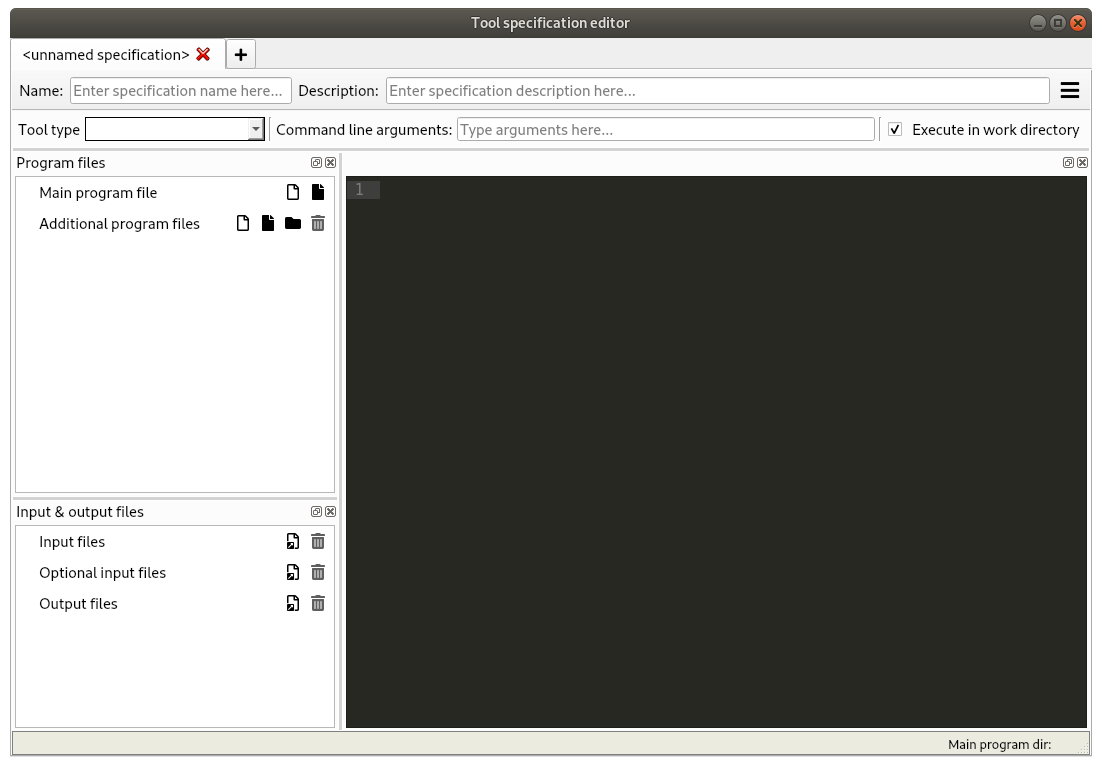 Tool specification editor
<unnamed specification>
Name: Enter specification name here... Description: Enter specification description here...
Tool type Command line arguments: Type arguments here... Execute in work directory
Program files
1
Main program file
Additional program files
Input & output files
Input files
Optional input files
Output files
Main program dir: